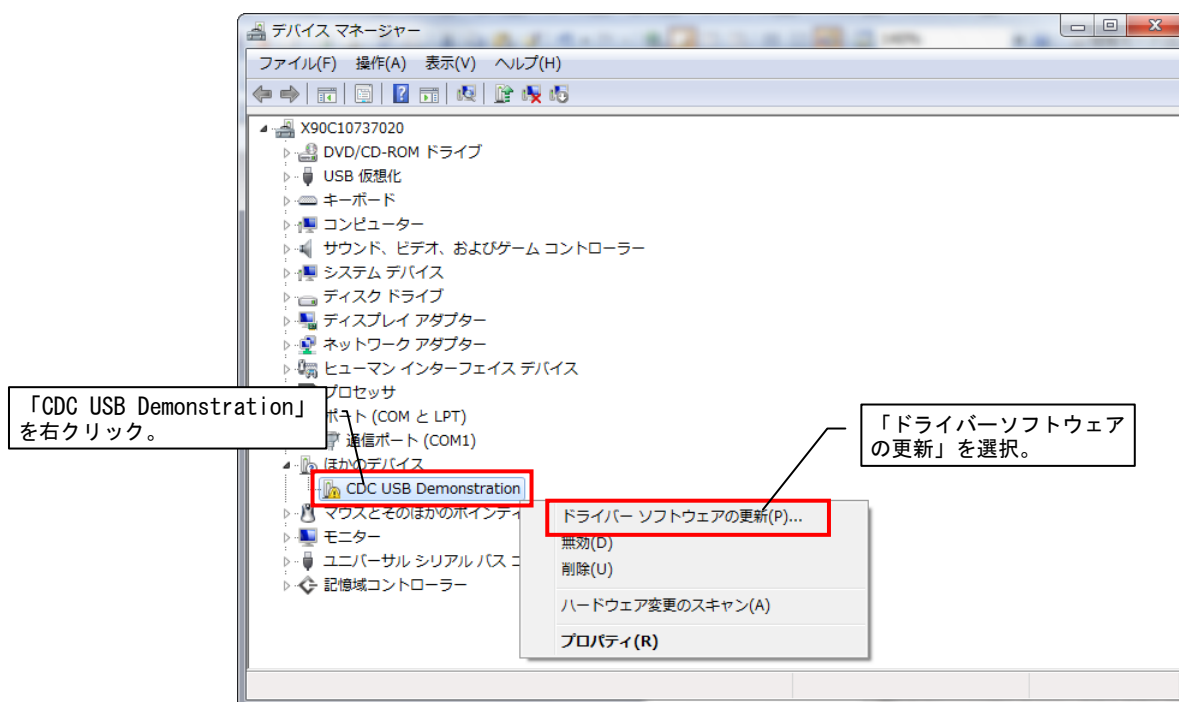 デバイス マネージャー
ファイル(F) 操作(A) 表示(V) ヘルプ(H)
X90C10737020
DVD/CD-ROM ドライブ
USB 仮想化
キーボード
コンピューター
サウンド、ビデオ、およびゲーム コントローラー
システム デバイス
ディスク ドライブ
ディスプレイ アダプター
ネットワーク アダプター
ヒューマン インターフェイス デバイス
プロセッサ
ポート (COM と LPT)
通信ポート (COM1)
ほかのデバイス
CDC USB Demonstration
マウスとそのほかのポインティ
モニター
ユニバーサル シリアル バス コ
記憶域コントローラー
「CDC USB Demonstration」
を右クリック。
「ドライバーソフトウェア
の更新」を選択。
ドライバー ソフトウェアの更新(P)...
無効(D)
削除(U)
ハードウェア変更のスキャン(A)
プロパティ(R)